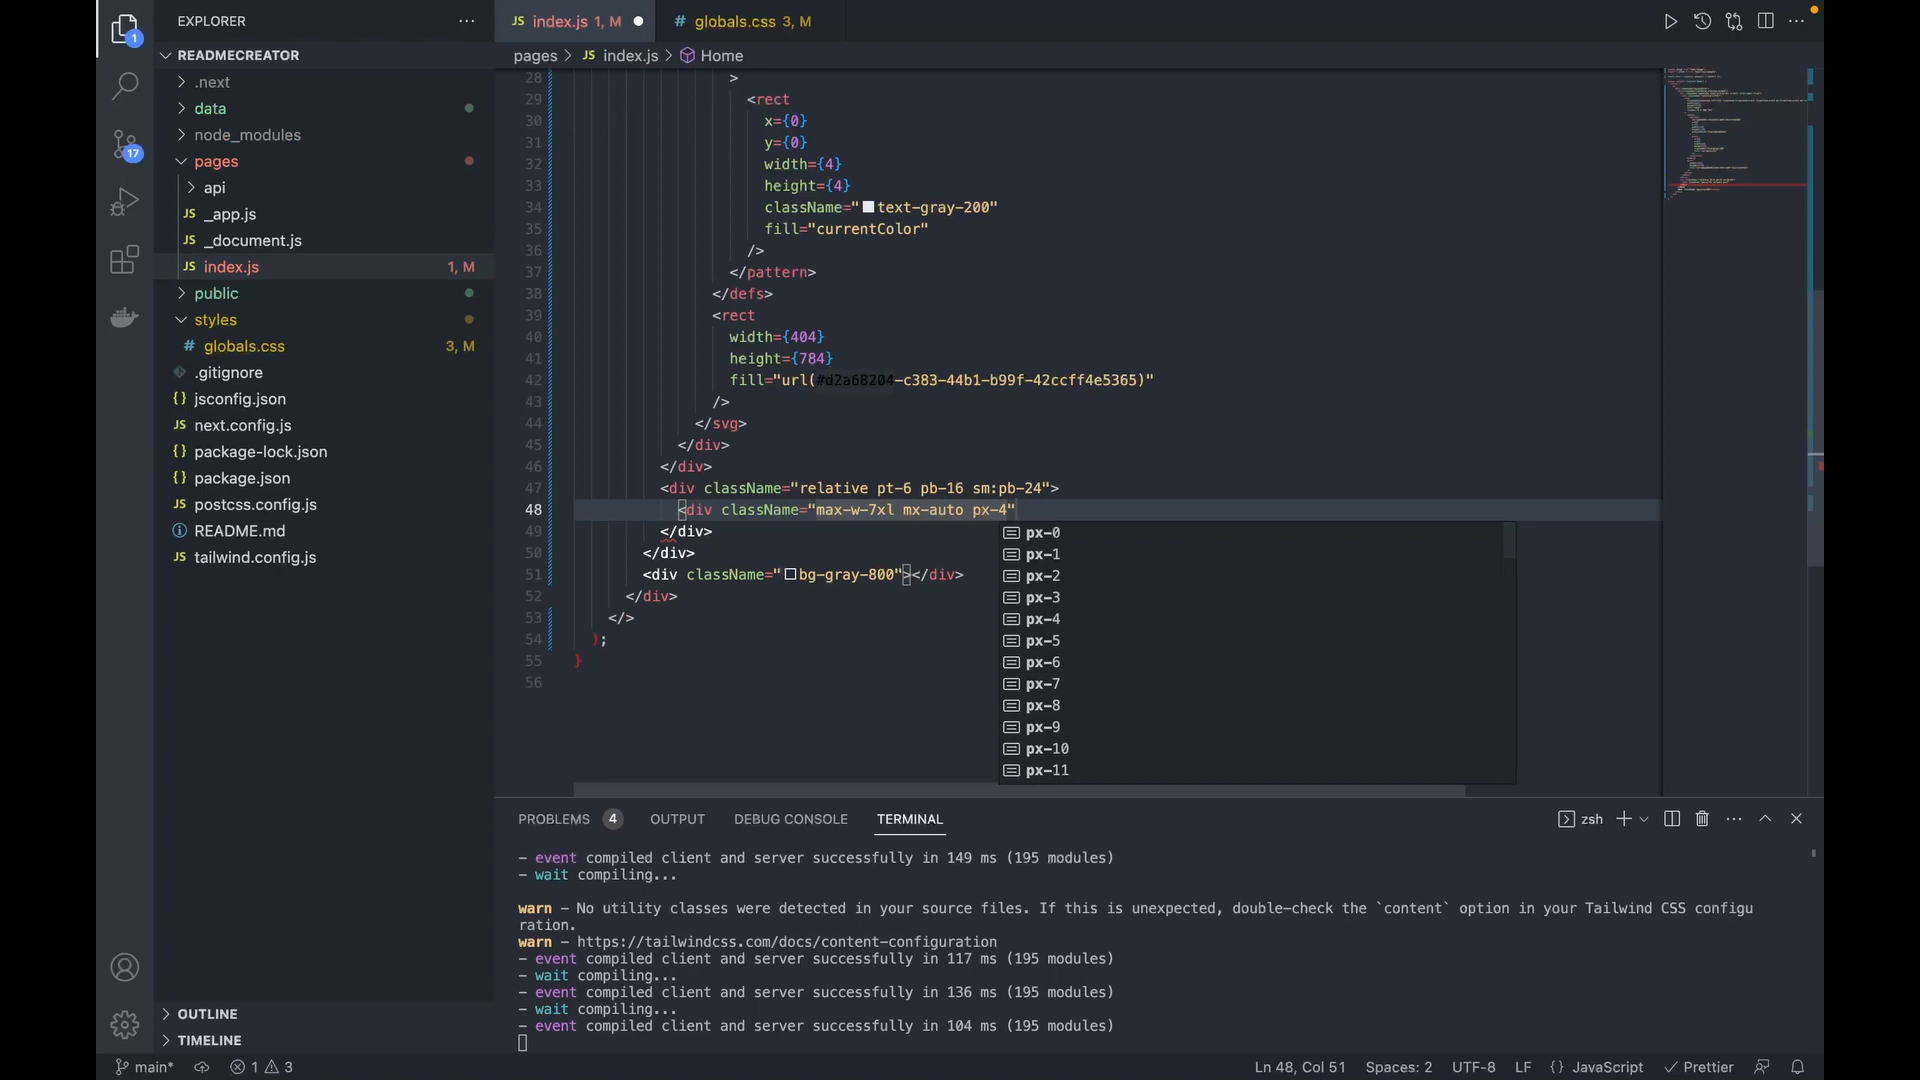 EXPLORER
READMECREATOR
.next
data
node_modules
pages
api
JS _app.js
JS _document.js
JS index.js 1, M
public
styles
# globals.css 3, M
.gitignore
{} jsconfig.json
JS next.config.js
{} package-lock.json
{} package.json
JS postcss.config.js
README.md
JS tailwind.config.js
OUTLINE
TIMELINE
1
17
JS index.js 1, M
# globals.css 3, M
pages > JS index.js > Home
28 >
29 <rect
30 x={0}
31 y={0}
32 width={4}
33 height={4}
34 className="text-gray-200"
35 fill="currentColor"
36 />
37 </pattern>
38 </defs>
39 <rect
40 width={404}
41 height={784}
42 fill="url(#d2a68204-c383-44b1-b99f-42ccff4e5365)"
43 />
44 </svg>
45 </div>
46 </div>
47 <div className="relative pt-6 pb-16 sm:pb-24">
48 <div className="max-w-7xl mx-auto px-4"
49 </div>
50 </div>
51 <div className="bg-gray-800"></div>
52 </div>
53 </>
54 );
55 }
56
px-0
px-1
px-2
px-3
px-4
px-5
px-6
px-7
px-8
px-9
px-10
px-11
PROBLEMS 4 OUTPUT DEBUG CONSOLE TERMINAL
zsh
- event compiled client and server successfully in 149 ms (195 modules)
- wait compiling...
warn - No utility classes were detected in your source files. If this is unexpected, double-check the `content` option in your Tailwind CSS configu
ration.
warn - https://tailwindcss.com/docs/content-configuration
- event compiled client and server successfully in 117 ms (195 modules)
- wait compiling...
- event compiled client and server successfully in 136 ms (195 modules)
- wait compiling...
- event compiled client and server successfully in 104 ms (195 modules)
main* 1 3
Ln 48, Col 51 Spaces: 2 UTF-8 LF {} JavaScript Prettier